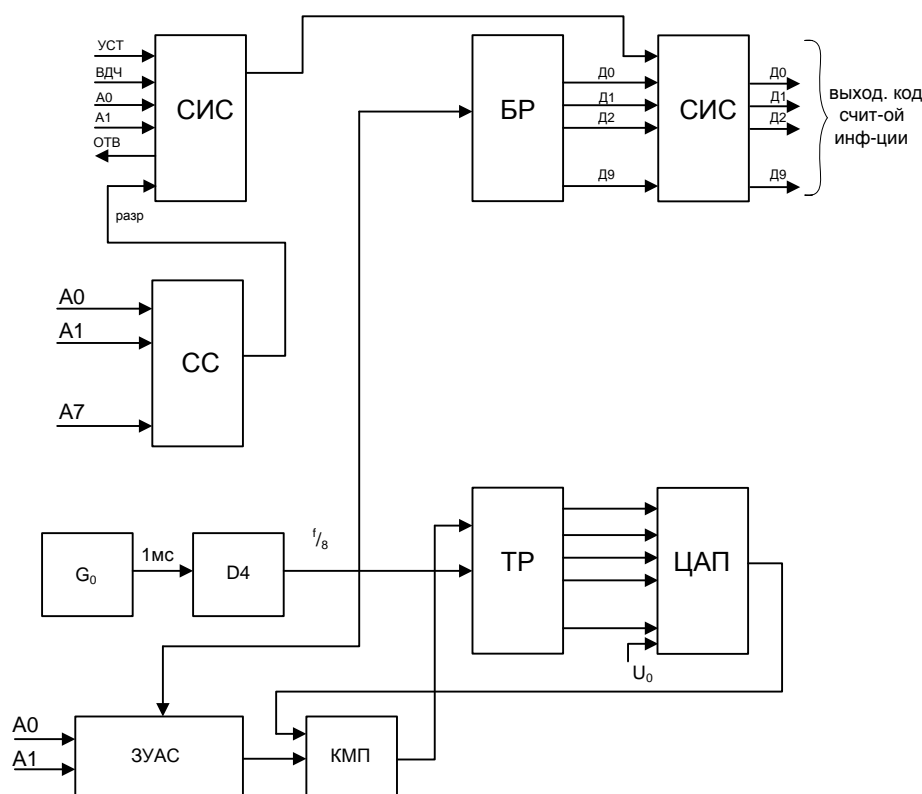 УСТ
ВДЧ
А0
А1
ОТВ
разр
СИС
БР
Д0
Д1
Д2
Д9
СИС
Д0
Д1
Д2
Д9
выход. код
счит-ой
инф-ции
А0
А1
А7
СС
G₀
1мс
D4
f/8
ТР
ЦАП
U₀
А0
А1
ЗУАС
КМП